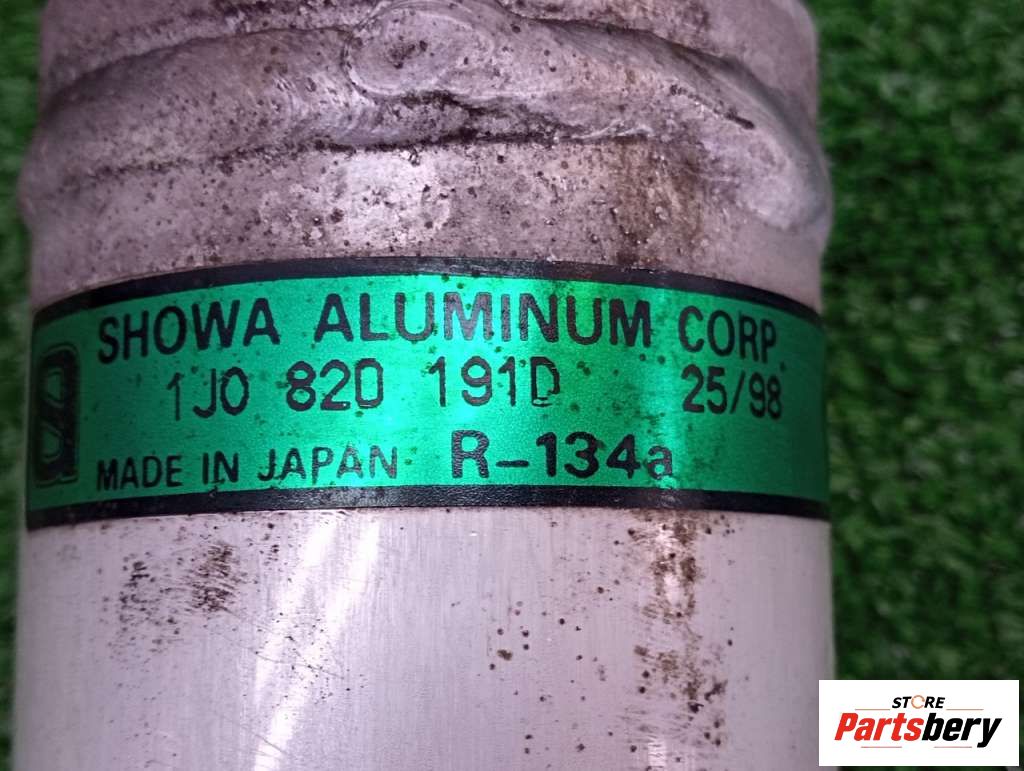 SHOWA ALUMINUM CORP.
1J0 820 191D 25/98
MADE IN JAPAN R-134a
STORE
Partsbery